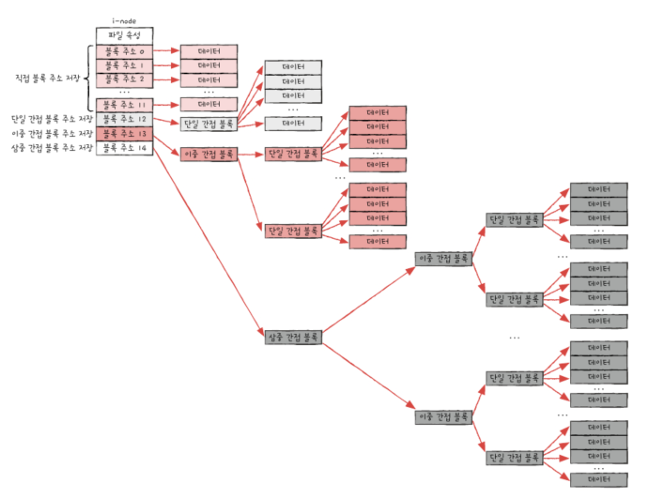 i-node
파일 속성
직접 블록 주소 저장
블록 주소 0
데이터
블록 주소 1
데이터
블록 주소 2
데이터
...
...
블록 주소 11
데이터
데이터
데이터
데이터
...
데이터
단일 간접 블록 주소 저장
블록 주소 12
단일 간접 블록
이중 간접 블록 주소 저장
블록 주소 13
이중 간접 블록
단일 간접 블록
데이터
데이터
데이터
...
데이터
...
단일 간접 블록
데이터
데이터
데이터
...
데이터
삼중 간접 블록 주소 저장
블록 주소 14
삼중 간접 블록
이중 간접 블록
단일 간접 블록
데이터
데이터
데이터
...
데이터
...
단일 간접 블록
데이터
데이터
데이터
...
데이터
...
이중 간접 블록
단일 간접 블록
데이터
데이터
데이터
...
데이터
...
단일 간접 블록
데이터
데이터
데이터
...
데이터